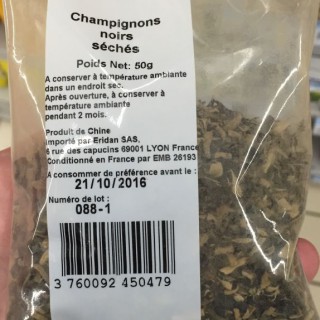 Champignons
noirs
séchés
Poids Net: 50g
A conserver à température ambiante
dans un endroit sec.
Après ouverture, à conserver à
température ambiante
pendant 2 mois.
Produit de Chine
importé par Eridan SAS,
6 rue des capucins 69001 LYON France
Conditionné en France par EMB 26193
A consommer de préférence avant le :
21/10/2016
Numéro de lot :
088-1
3 760092 450479